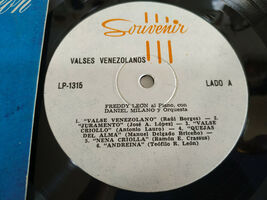 Souvenir
VALSES VENEZOLANOS
LP-1315
LADO A
FREDDY LEON al Piano, con
DANIEL MILANO y Orquesta
1.- "VALSE VENEZOLANO" (Raúl Borges)
2.- "JURAMENTO" (José A. López) - 3.- "VALSE
CRIOLLO" (Antonio Lauro) - 4.- "QUEJAS
DEL ALMA" (Manuel Delgado Briceño)
5.- "NENA CRIOLLA" (Ramón E. Crassus)
6.- "ANDREINA" (Teófilo R. León)